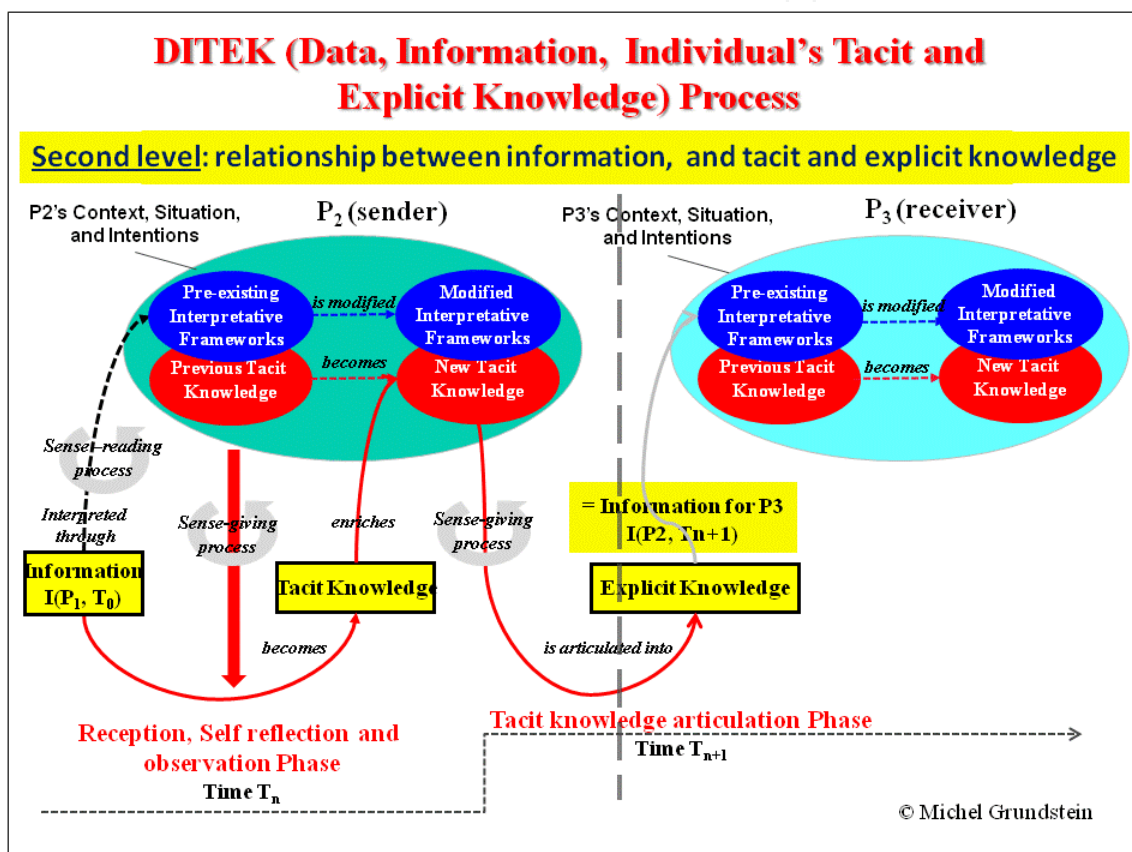 DITEK (Data, Information, Individual's Tacit and
Explicit Knowledge) Process
Second level: relationship between information, and tacit and explicit knowledge
P2's Context, Situation,
and Intentions
P2 (sender)
P3's Context, Situation,
and Intentions
P3 (receiver)
Pre-existing
Interpretative
Frameworks
is modified
Modified
Interpretative
Frameworks
Previous Tacit
Knowledge
becomes
New Tacit
Knowledge
Pre-existing
Interpretative
Frameworks
is modified
Modified
Interpretative
Frameworks
Previous Tacit
Knowledge
becomes
New Tacit
Knowledge
Sense–reading
process
Interpreted
through
Sense-giving
process
enriches
Sense-giving
process
= Information for P3
I(P2, Tn+1)
Information
I(P1, T0)
Tacit Knowledge
Explicit Knowledge
becomes
is articulated into
Reception, Self reflection and
observation Phase
Time Tn
Tacit knowledge articulation Phase
Time Tn+1
© Michel Grundstein